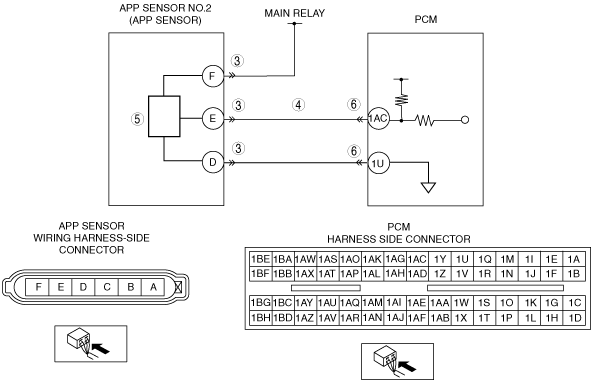 APP SENSOR NO.2
(APP SENSOR)
MAIN RELAY
PCM
F
3
E
3
4
6
1AC
5
D
3
6
1U
APP SENSOR
WIRING HARNESS-SIDE
CONNECTOR
F E D C B A
PCM
HARNESS SIDE CONNECTOR
1BE 1BA 1AW 1AS 1AO 1AK 1AG 1AC 1Y 1U 1Q 1M 1I 1E 1A
1BF 1BB 1AX 1AT 1AP 1AL 1AH 1AD 1Z 1V 1R 1N 1J 1F 1B
1BG 1BC 1AY 1AU 1AQ 1AM 1AI 1AE 1AA 1W 1S 1O 1K 1G 1C
1BH 1BD 1AZ 1AV 1AR 1AN 1AJ 1AF 1AB 1X 1T 1P 1L 1H 1D